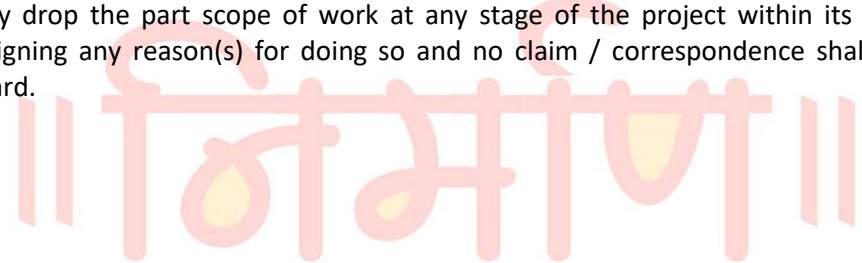 y drop the part scope of work at any stage of the project within its
igning any reason(s) for doing so and no claim / correspondence shal
ard.
॥ निर्माण ॥